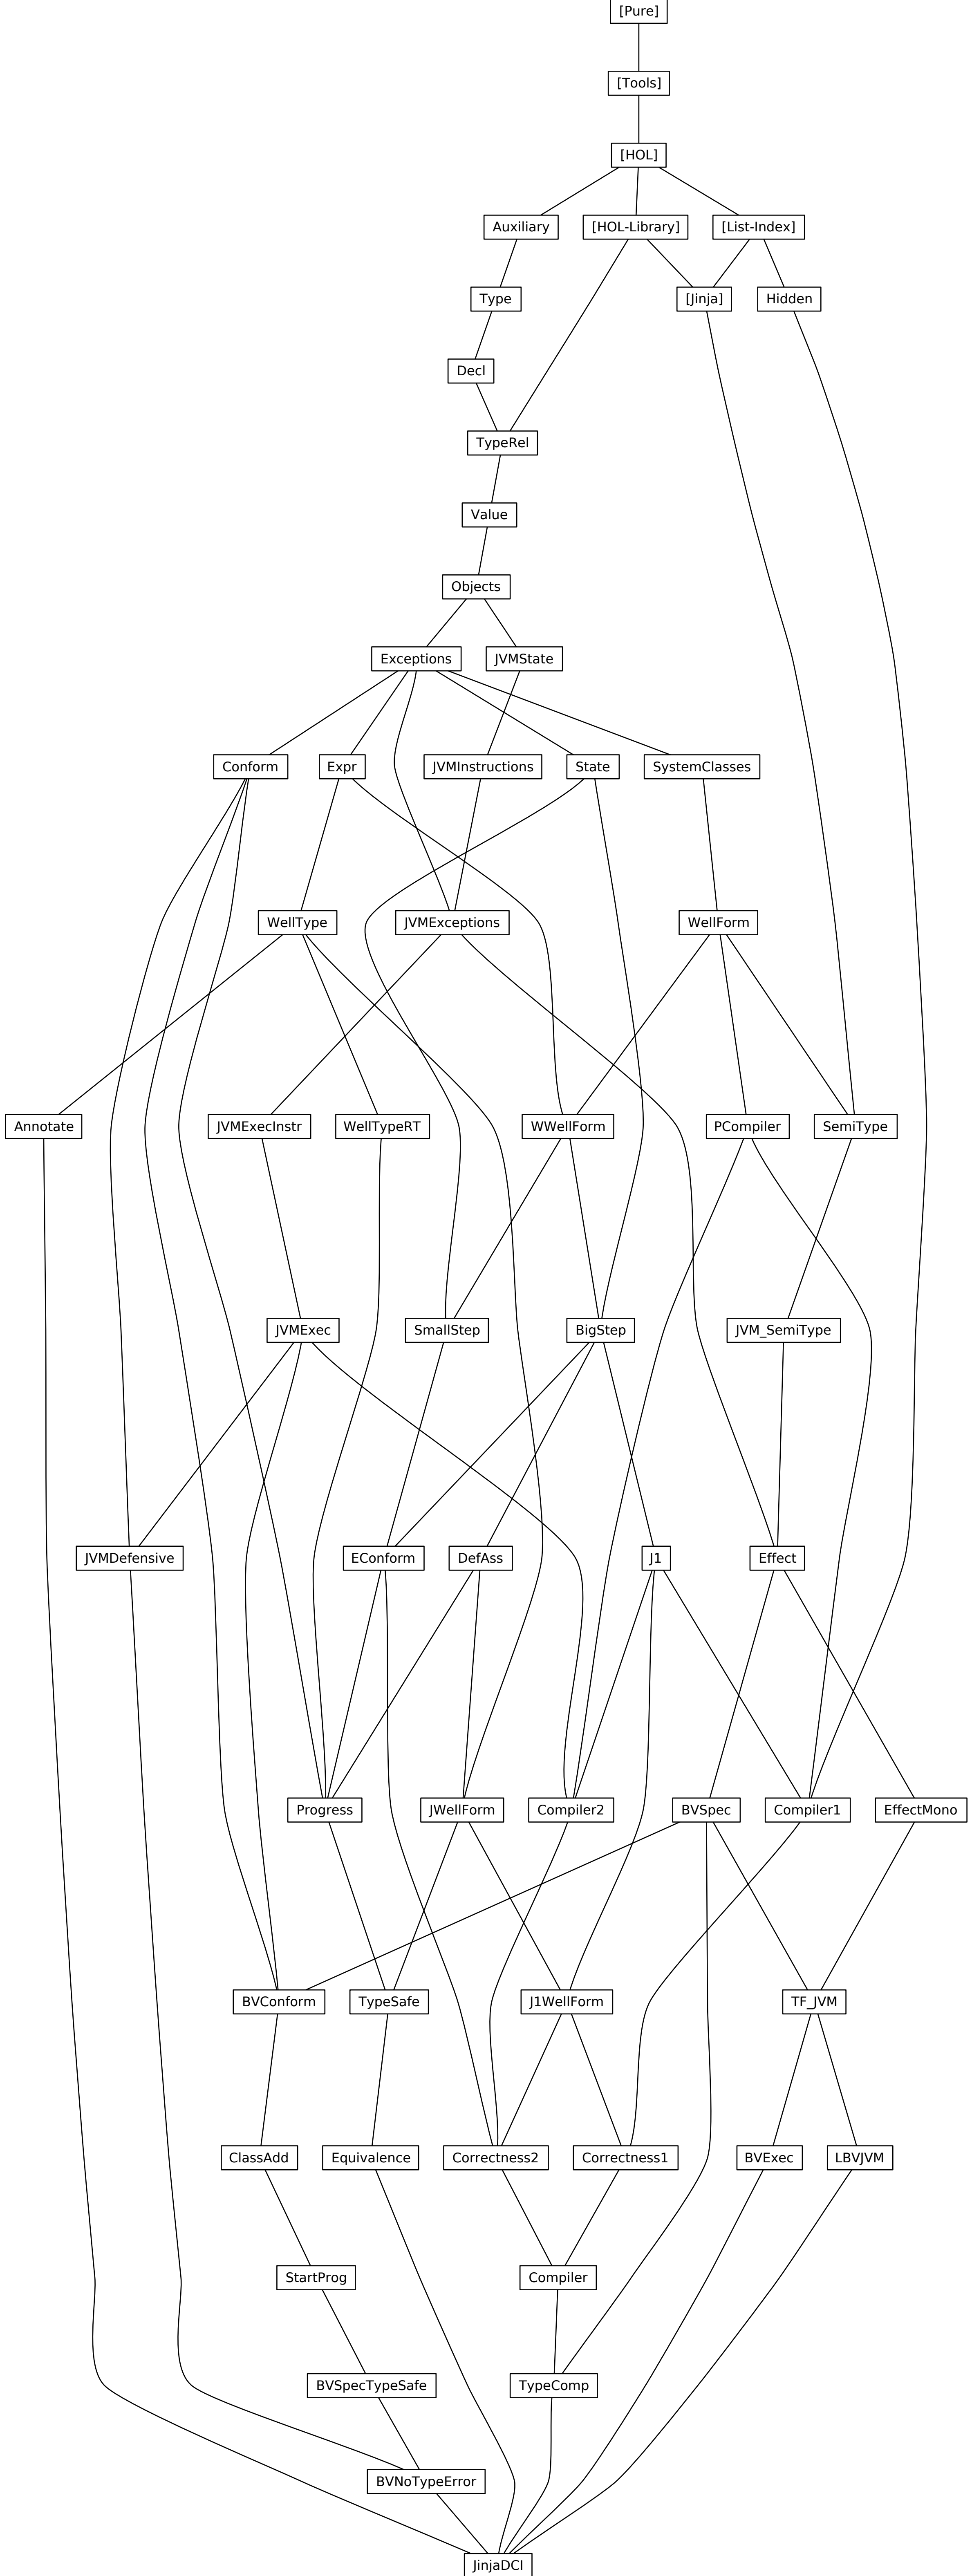 [Pure]
[Tools]
[HOL]
Auxiliary
[HOL-Library]
[List-Index]
Type
[Jinja]
Hidden
Decl
TypeRel
Value
Objects
Exceptions
JVMState
Conform
Expr
JVMInstructions
State
SystemClasses
WellType
JVMExceptions
WellForm
Annotate
JVMExecInstr
WellTypeRT
WWellForm
PCompiler
SemiType
JVMExec
SmallStep
BigStep
JVM_SemiType
JVMDefensive
EConform
DefAss
J1
Effect
Progress
JWellForm
Compiler2
BVSpec
Compiler1
EffectMono
BVConform
TypeSafe
J1WellForm
TF_JVM
ClassAdd
Equivalence
Correctness2
Correctness1
BVExec
LBVJVM
StartProg
Compiler
BVSpecTypeSafe
TypeComp
BVNoTypeError
JinjaDCI